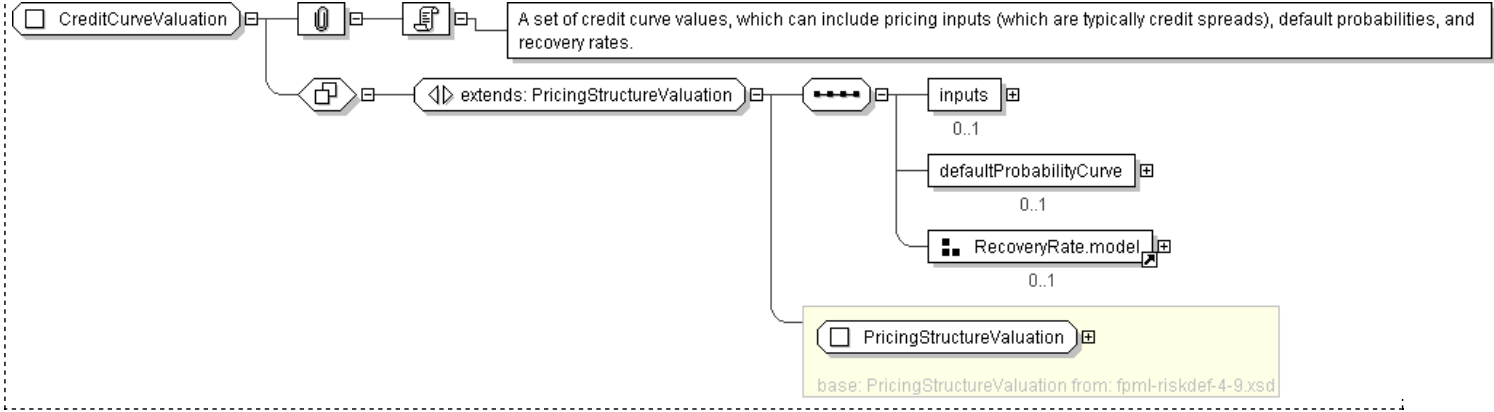 CreditCurveValuation
A set of credit curve values, which can include pricing inputs (which are typically credit spreads), default probabilities, and
recovery rates.
extends: PricingStructureValuation
inputs
0..1
defaultProbabilityCurve
0..1
RecoveryRate.model
0..1
PricingStructureValuation
base: PricingStructureValuation from: fpml-riskdef-4-9.xsd